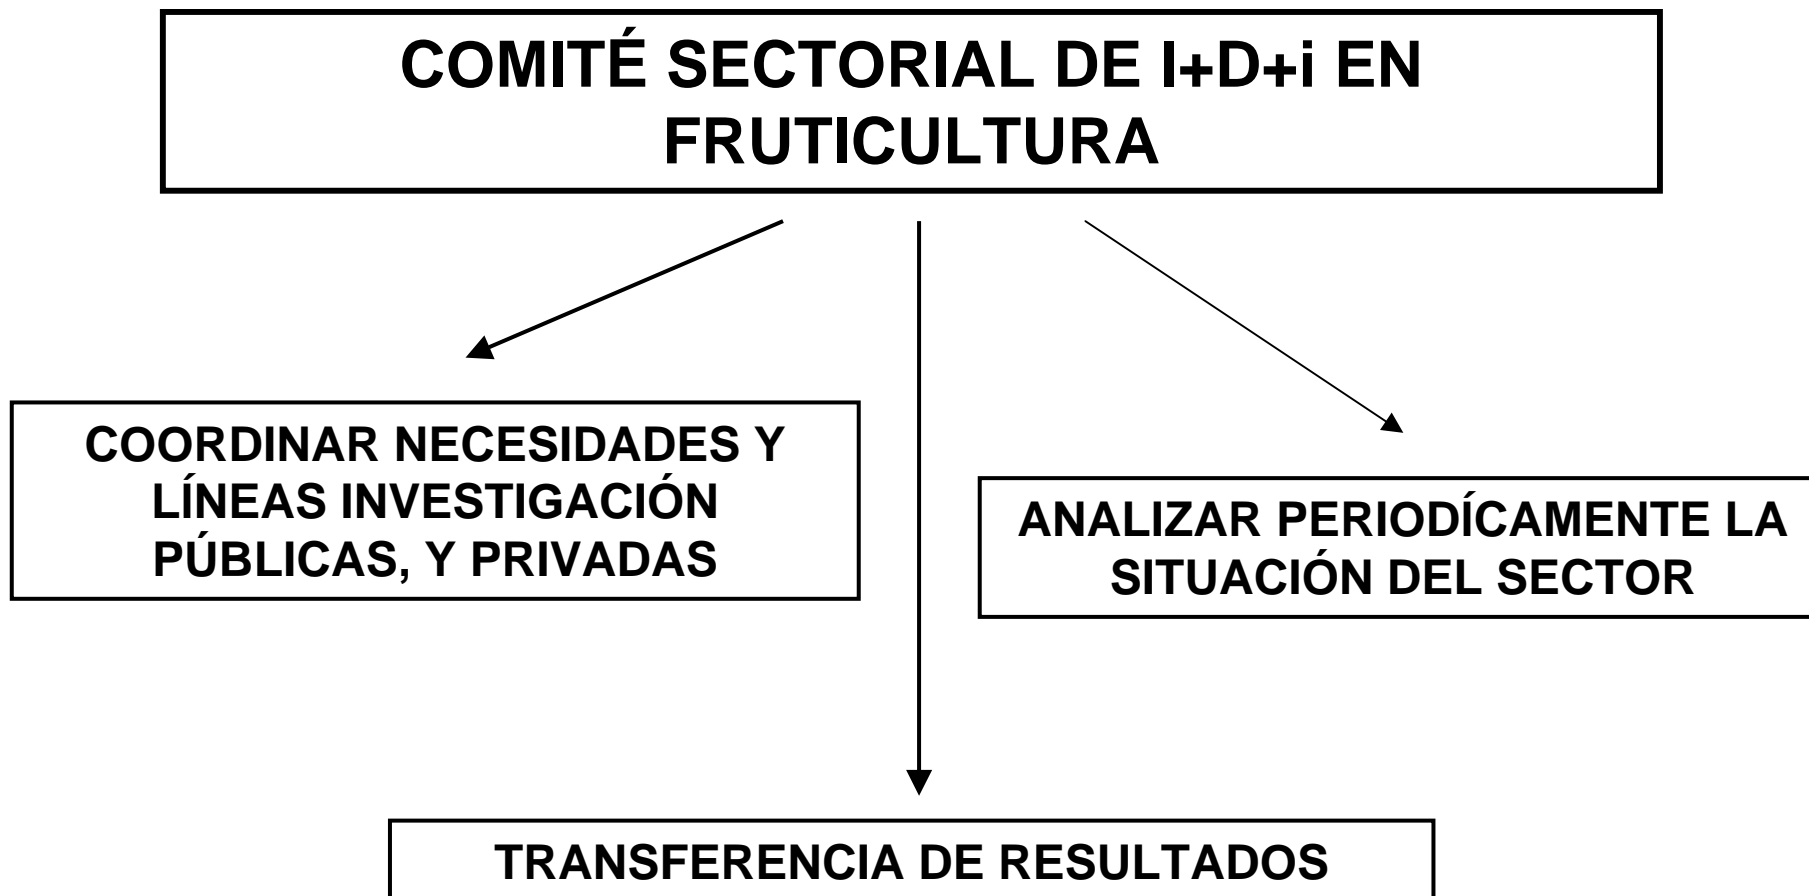 COMITÉ SECTORIAL DE I+D+i EN
FRUTICULTURA
COORDINAR NECESIDADES Y
LÍNEAS INVESTIGACIÓN
PÚBLICAS, Y PRIVADAS
ANALIZAR PERIODÍCAMENTE LA
SITUACIÓN DEL SECTOR
TRANSFERENCIA DE RESULTADOS